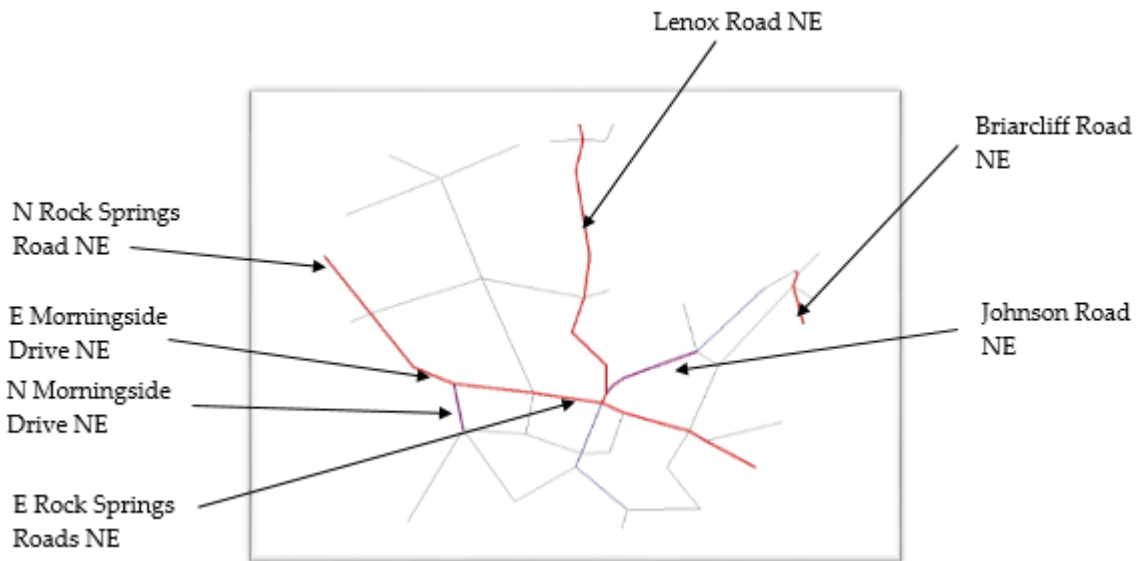 Lenox Road NE
Briarcliff Road
NE
N Rock Springs
Road NE
E Morningside
Drive NE
Johnson Road
NE
N Morningside
Drive NE
E Rock Springs
Roads NE